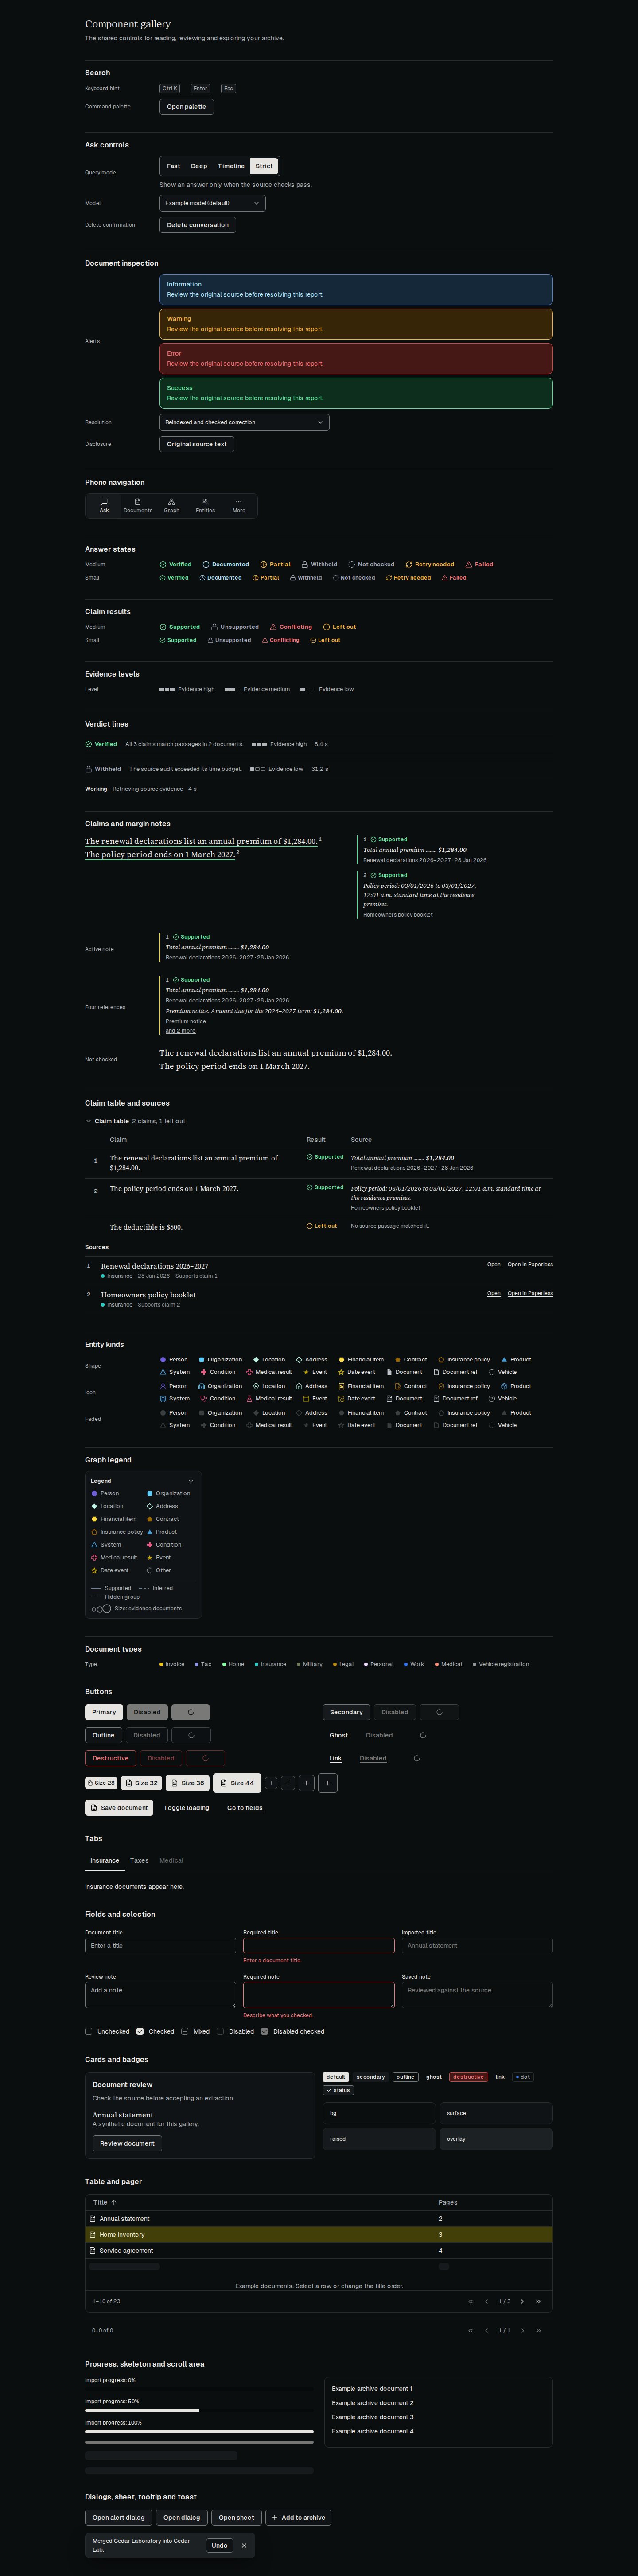 Component gallery
The shared controls for reading, reviewing and exploring your archive.
Search
Keyboard hint Ctrl K Enter Esc
Command palette Open palette
Ask controls
Query mode Fast Deep Timeline Strict
Show an answer only when the source checks pass.
Model Example model (default)
Delete confirmation Delete conversation
Document inspection
Alerts
Information
Review the original source before resolving this report.
Warning
Review the original source before resolving this report.
Error
Review the original source before resolving this report.
Success
Review the original source before resolving this report.
Resolution Reindexed and checked correction
Disclosure Original source text
Phone navigation
Ask Documents Graph Entities More
Answer states
Medium Verified Documented Partial Withheld Not checked Retry needed Failed
Small Verified Documented Partial Withheld Not checked Retry needed Failed
Claim results
Medium Supported Unsupported Conflicting Left out
Small Supported Unsupported Conflicting Left out
Evidence levels
Level Evidence high Evidence medium Evidence low
Verdict lines
Verified All 3 claims match passages in 2 documents. Evidence high 8.4 s
Withheld The source audit exceeded its time budget. Evidence low 31.2 s
Working Retrieving source evidence 4 s
Claims and margin notes
The renewal declarations list an annual premium of $1,284.00. 1
The policy period ends on 1 March 2027. 2
1 Supported
Total annual premium ....... $1,284.00
Renewal declarations 2026–2027 · 28 Jan 2026
2 Supported
Policy period: 03/01/2026 to 03/01/2027,
12:01 a.m. standard time at the residence
premises.
Homeowners policy booklet
Active note
1 Supported
Total annual premium ....... $1,284.00
Renewal declarations 2026–2027 · 28 Jan 2026
Four references
1 Supported
Total annual premium ....... $1,284.00
Renewal declarations 2026–2027 · 28 Jan 2026
Premium notice. Amount due for the 2026–2027 term: $1,284.00.
Premium notice
and 2 more
Not checked
The renewal declarations list an annual premium of $1,284.00.
The policy period ends on 1 March 2027.
Claim table and sources
Claim table 2 claims, 1 left out
Claim Result Source
1 The renewal declarations list an annual premium of
$1,284.00.
Supported
Total annual premium ....... $1,284.00
Renewal declarations 2026–2027 · 28 Jan 2026
2 The policy period ends on 1 March 2027.
Supported
Policy period: 03/01/2026 to 03/01/2027, 12:01 a.m. standard time at
the residence premises.
Homeowners policy booklet
The deductible is $500. Left out No source passage matched it.
Sources
1 Renewal declarations 2026–2027 Open Open in Paperless
Insurance 28 Jan 2026 Supports claim 1
2 Homeowners policy booklet Open Open in Paperless
Insurance Supports claim 2
Entity kinds
Shape
Person Organization Location Address Financial item Contract Insurance policy Product
System Condition Medical result Event Date event Document Document ref Vehicle
Icon
Person Organization Location Address Financial item Contract Insurance policy Product
System Condition Medical result Event Date event Document Document ref Vehicle
Faded
Person Organization Location Address Financial item Contract Insurance policy Product
System Condition Medical result Event Date event Document Document ref Vehicle
Graph legend
Legend
Person Organization
Location Address
Financial item Contract
Insurance policy Product
System Condition
Medical result Event
Date event Other
Supported Inferred
Hidden group
Size: evidence documents
Document types
Type Invoice Tax Home Insurance Military Legal Personal Work Medical Vehicle registration
Buttons
Primary Disabled Secondary Disabled
Outline Disabled Ghost Disabled
Destructive Disabled Link Disabled
Size 28 Size 32 Size 36 Size 44
Save document Toggle loading Go to fields
Tabs
Insurance Taxes Medical
Insurance documents appear here.
Fields and selection
Document title Required title Imported title
Enter a title Annual statement
Enter a document title.
Review note Required note Saved note
Add a note Reviewed against the source.
Describe what you checked.
Unchecked Checked Mixed Disabled Disabled checked
Cards and badges
Document review
Check the source before accepting an extraction.
Annual statement
A synthetic document for this gallery.
Review document
default secondary outline ghost destructive link dot
status
bg surface
raised overlay
Table and pager
Title Pages
Annual statement 2
Home inventory 3
Service agreement 4
Example documents. Select a row or change the title order.
1–10 of 23 1 / 3
0–0 of 0 1 / 1
Progress, skeleton and scroll area
Import progress: 0%
Import progress: 50%
Import progress: 100%
Example archive document 1
Example archive document 2
Example archive document 3
Example archive document 4
Dialogs, sheet, tooltip and toast
Open alert dialog Open dialog Open sheet Add to archive
Merged Cedar Laboratory into Cedar
Lab.
Undo